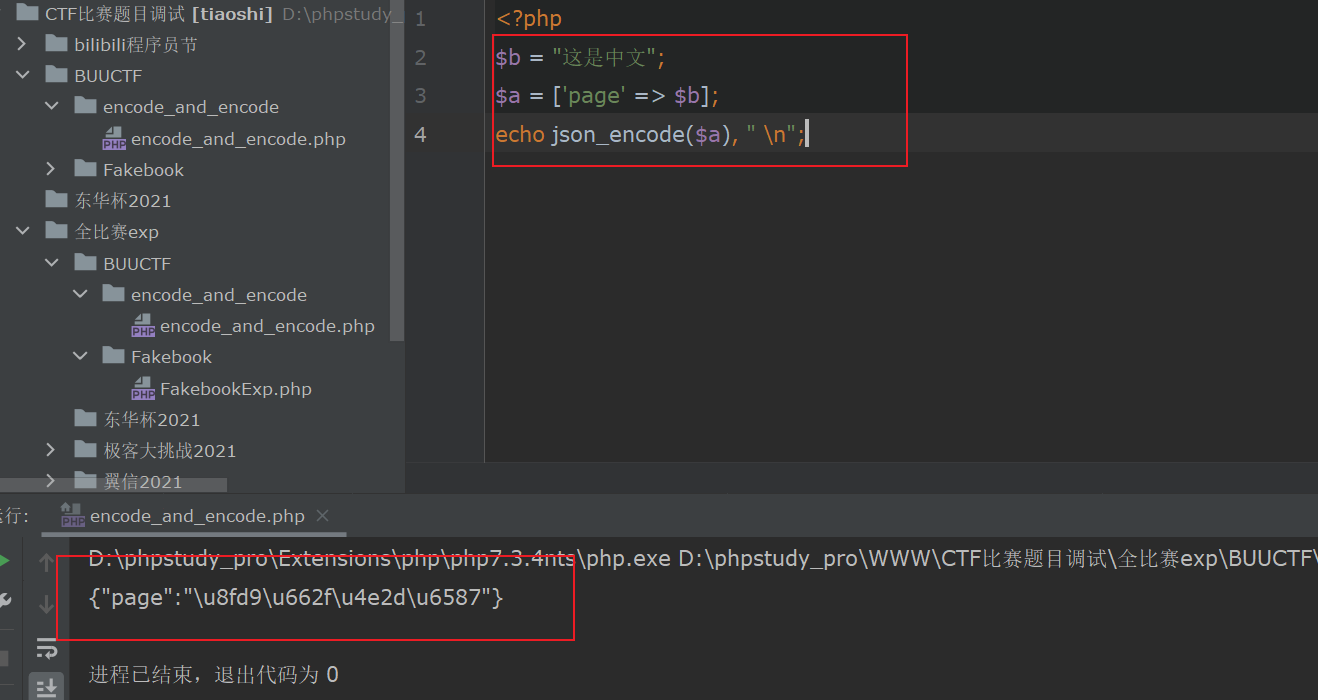 CTF比赛题目调试 [tiaoshi] D:\phpstudy_
bilibili程序员节
BUUCTF
encode_and_encode
encode_and_encode.php
Fakebook
东华杯2021
全比赛exp
BUUCTF
encode_and_encode
encode_and_encode.php
Fakebook
FakebookExp.php
东华杯2021
极客大挑战2021
翼信2021
1 <?php
2 $b = "这是中文";
3 $a = ['page' => $b];
4 echo json_encode($a), " \n";
行: encode_and_encode.php
D:\phpstudy_pro\Extensions\php\php7.3.4nts\php.exe D:\phpstudy_pro\WWW\CTF比赛题目调试\全比赛exp\BUUCTF\
{"page":"\u8fd9\u662f\u4e2d\u6587"}
进程已结束，退出代码为 0